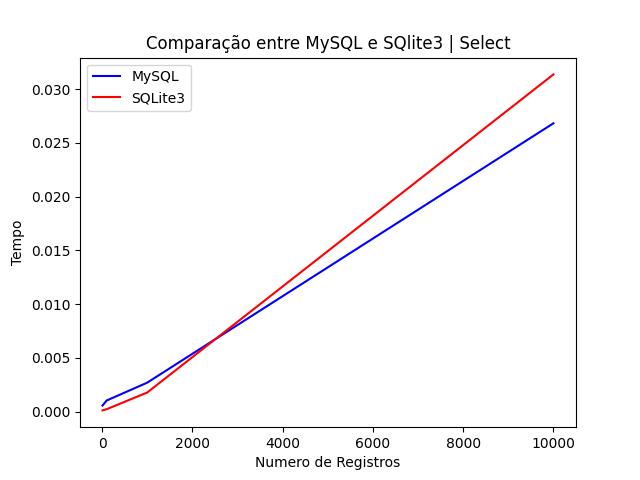 Comparação entre MySQL e SQlite3 | Select
MySQL
SQLite3
0.030
0.025
0.020
0.015
0.010
0.005
0.000
Tempo
0 2000 4000 6000 8000 10000
Numero de Registros